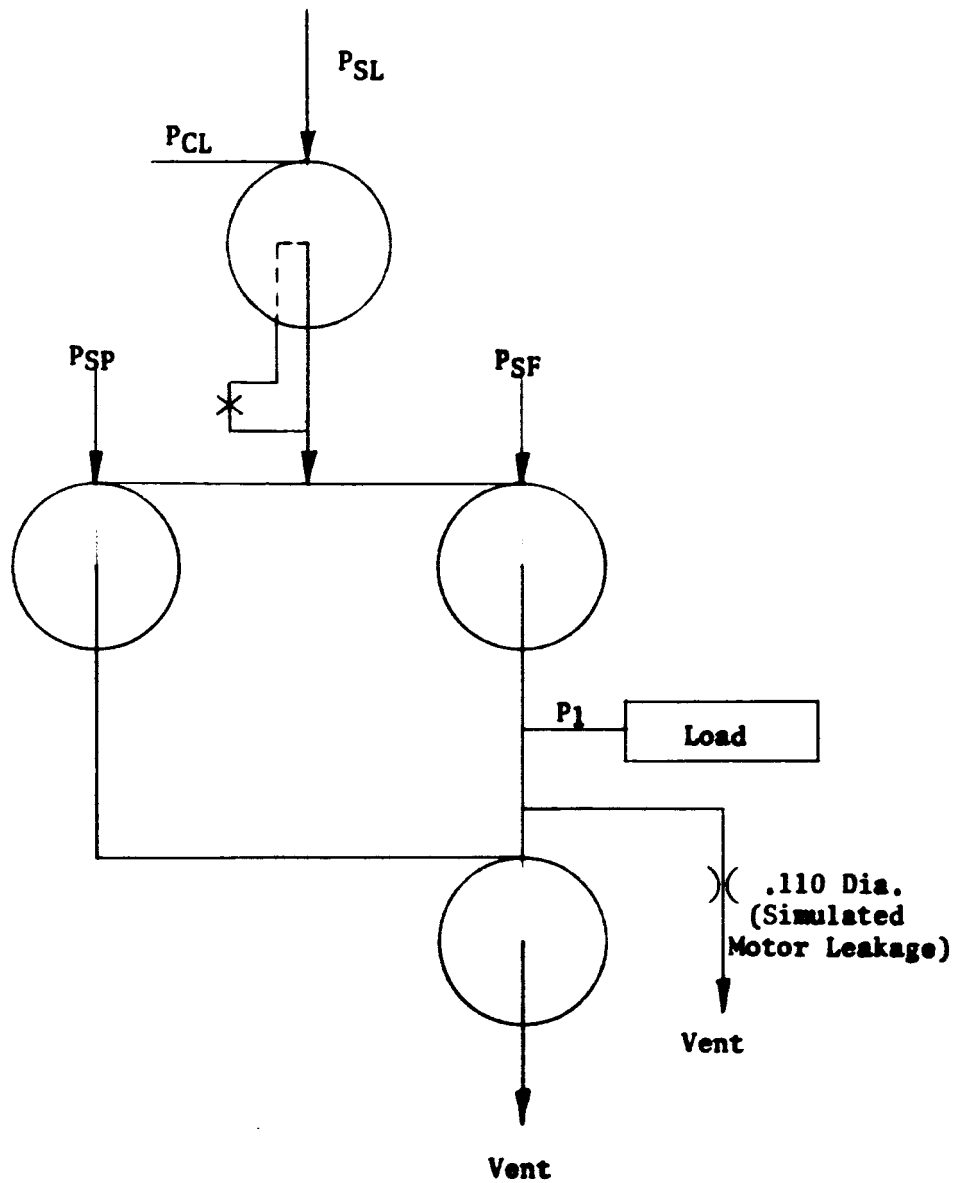 PSL
PCL
PSP
PSF
P1
Load
.110 Dia.
(Simulated
Motor Leakage)
Vent
Vent